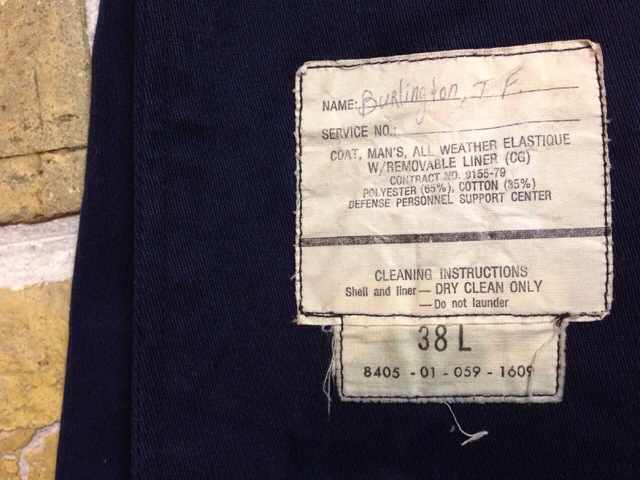 NAME: Burlington, J F.
SERVICE NO.:
COAT, MAN'S, ALL WEATHER ELASTIQUE
W/REMOVABLE LINER (CG)
CONTRACT NO. 9155-79
POLYESTER (65%), COTTON (35%)
DEFENSE PERSONNEL SUPPORT CENTER
CLEANING INSTRUCTIONS
Shell and liner — DRY CLEAN ONLY
— Do not launder
38 L
8405 - 01 - 059 - 1609